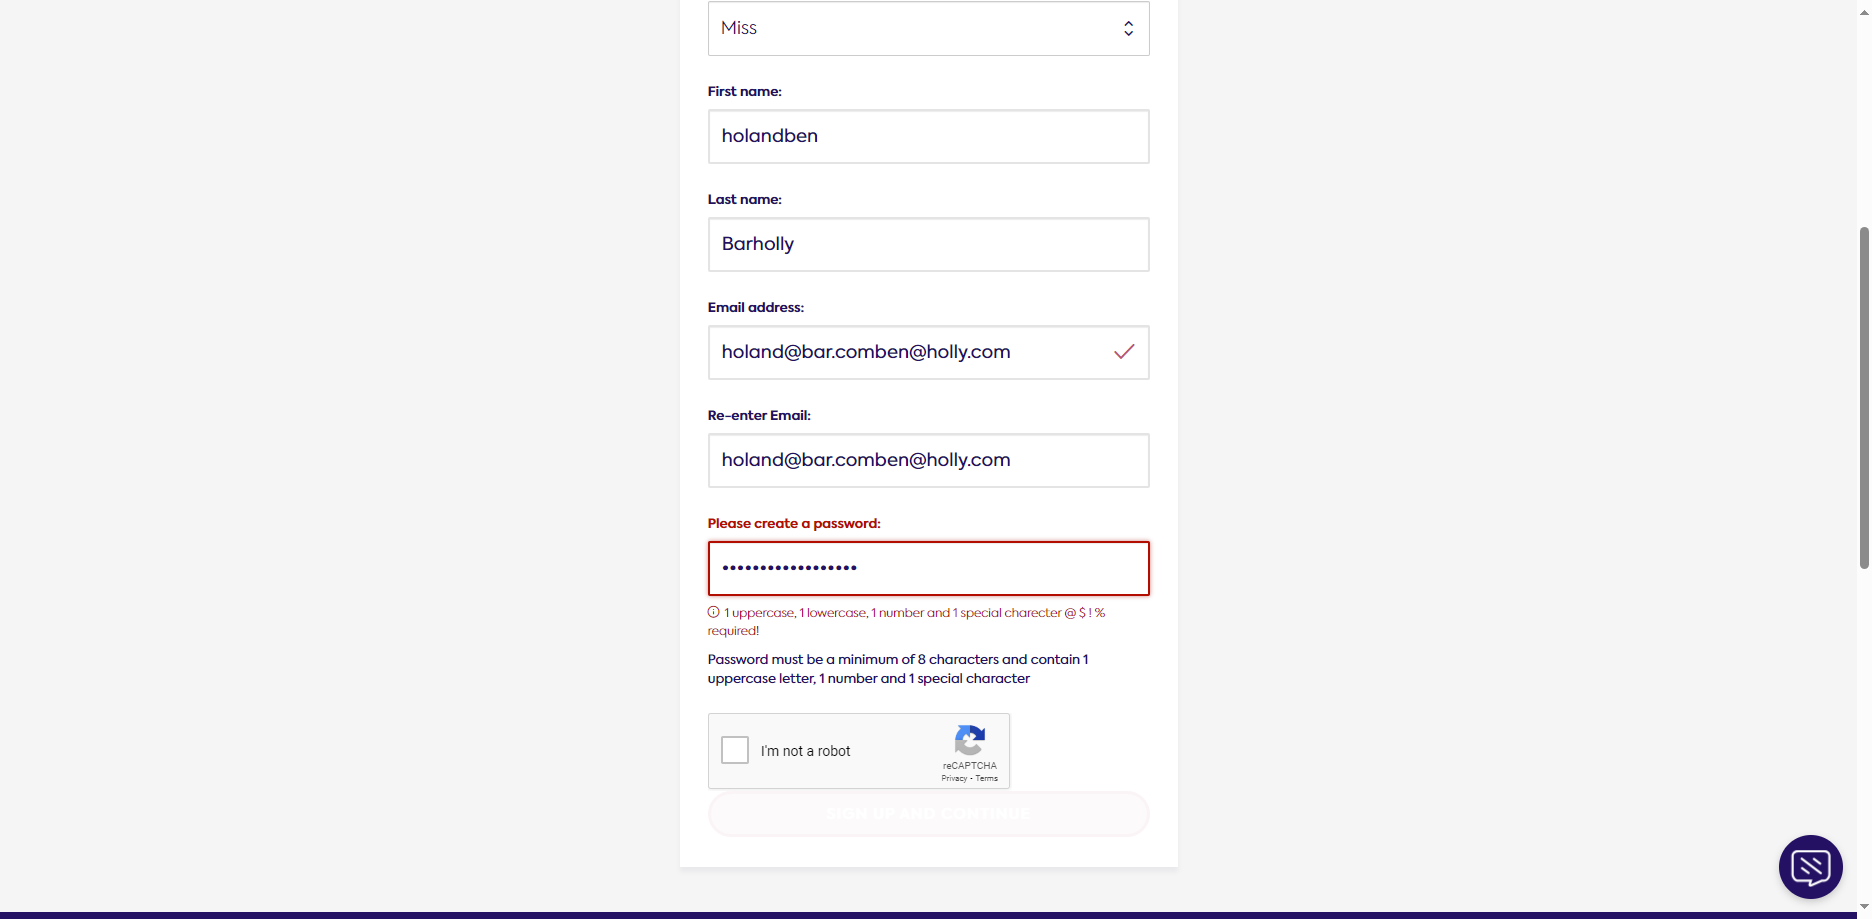 Miss
First name:
holandben
Last name:
Barholly
Email address:
holand@bar.comben@holly.com
Re-enter Email:
holand@bar.comben@holly.com
Please create a password:
••••••••••••••••••
1 uppercase, 1 lowercase, 1 number and 1 special charecter @ $ ! %
required!
Password must be a minimum of 8 characters and contain 1
uppercase letter, 1 number and 1 special character
I'm not a robot
reCAPTCHA
Privacy - Terms
SIGN UP AND CONTINUE